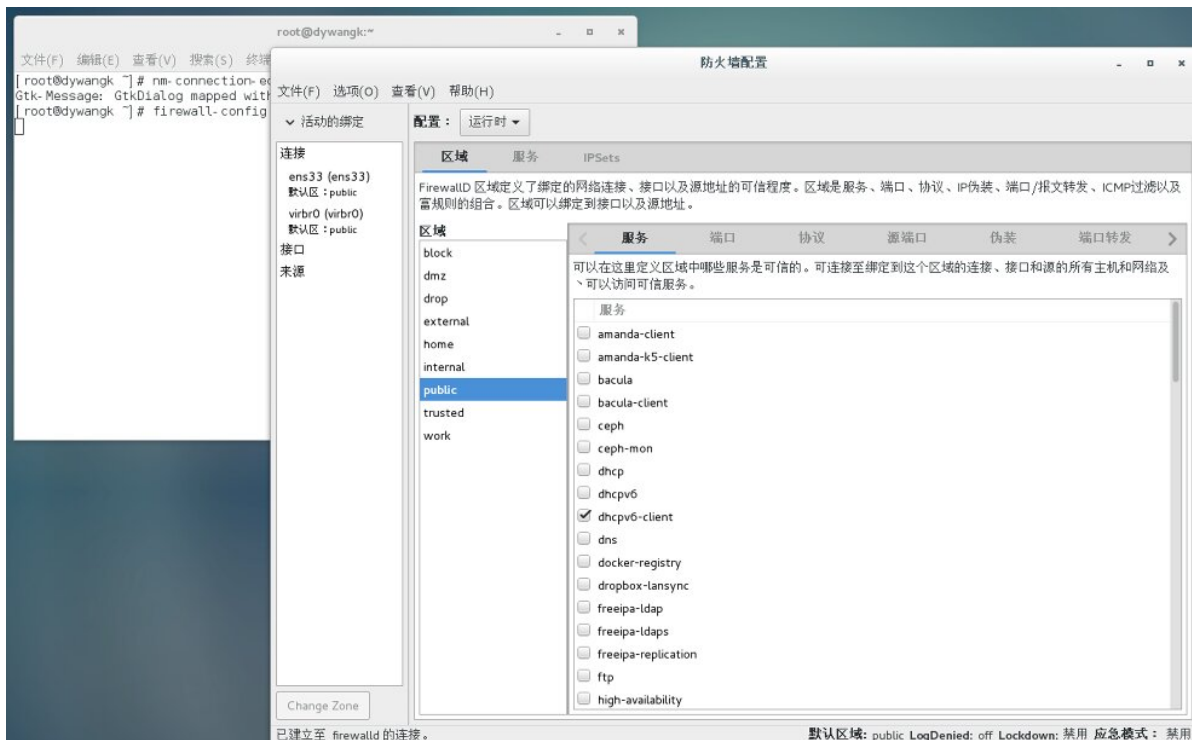 root@dywangk:~
文件(F) 编辑(E) 查看(V) 搜索(S) 终端
[root@dywangk ~]# nm-connection-ed
Gtk-Message: GtkDialog mapped with
[root@dywangk ~]# firewall-config
防火墙配置
文件(F) 选项(O) 查看(V) 帮助(H)
活动的绑定
连接
ens33 (ens33)
默认区：public
virbr0 (virbr0)
默认区：public
接口
来源
Change Zone
配置： 运行时
区域 服务 IPSets
FirewallD 区域定义了绑定的网络连接、接口以及源地址的可信程度。区域是服务、端口、协议、IP伪装、端口/报文转发、ICMP过滤以及
富规则的组合。区域可以绑定到接口以及源地址。
区域
block
dmz
drop
external
home
internal
public
trusted
work
服务 端口 协议 源端口 伪装 端口转发
可以在这里定义区域中哪些服务是可信的。可连接至绑定到这个区域的连接、接口和源的所有主机和网络及
丶可以访问可信服务。
服务
amanda-client
amanda-k5-client
bacula
bacula-client
ceph
ceph-mon
dhcp
dhcpv6
dhcpv6-client
dns
docker-registry
dropbox-lansync
freeipa-ldap
freeipa-ldaps
freeipa-replication
ftp
high-availability
已建立至 firewalld 的连接。
默认区域: public LogDenied: off Lockdown: 禁用 应急模式： 禁用